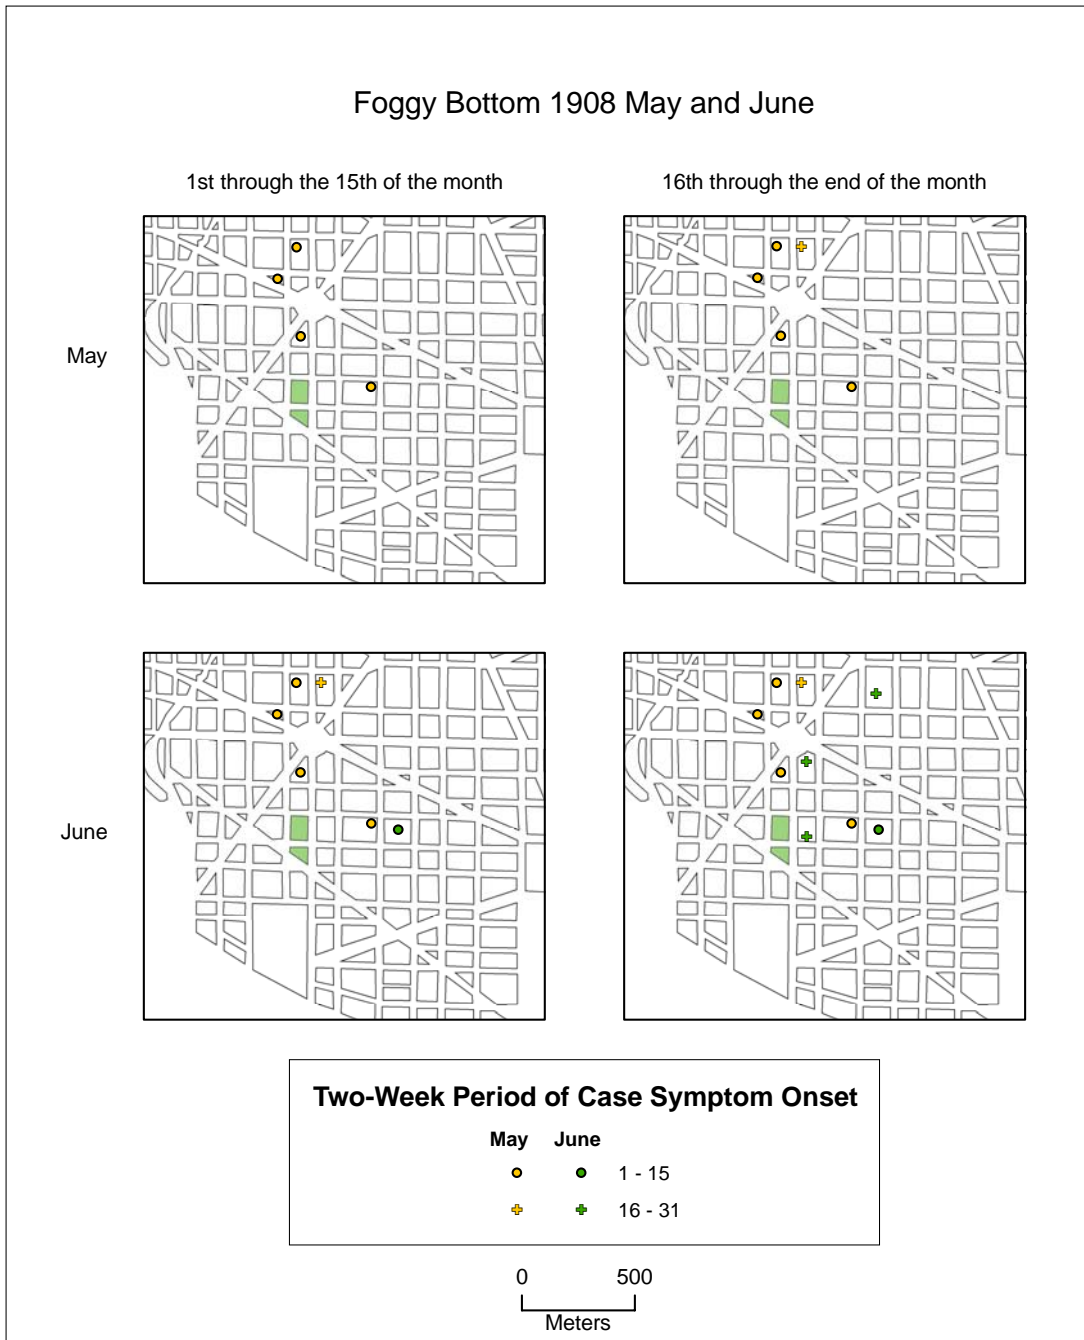 Foggy Bottom 1908 May and June
1st through the 15th of the month
16th through the end of the month
May
June
Two-Week Period of Case Symptom Onset
May June
1 - 15
16 - 31
0 500
Meters